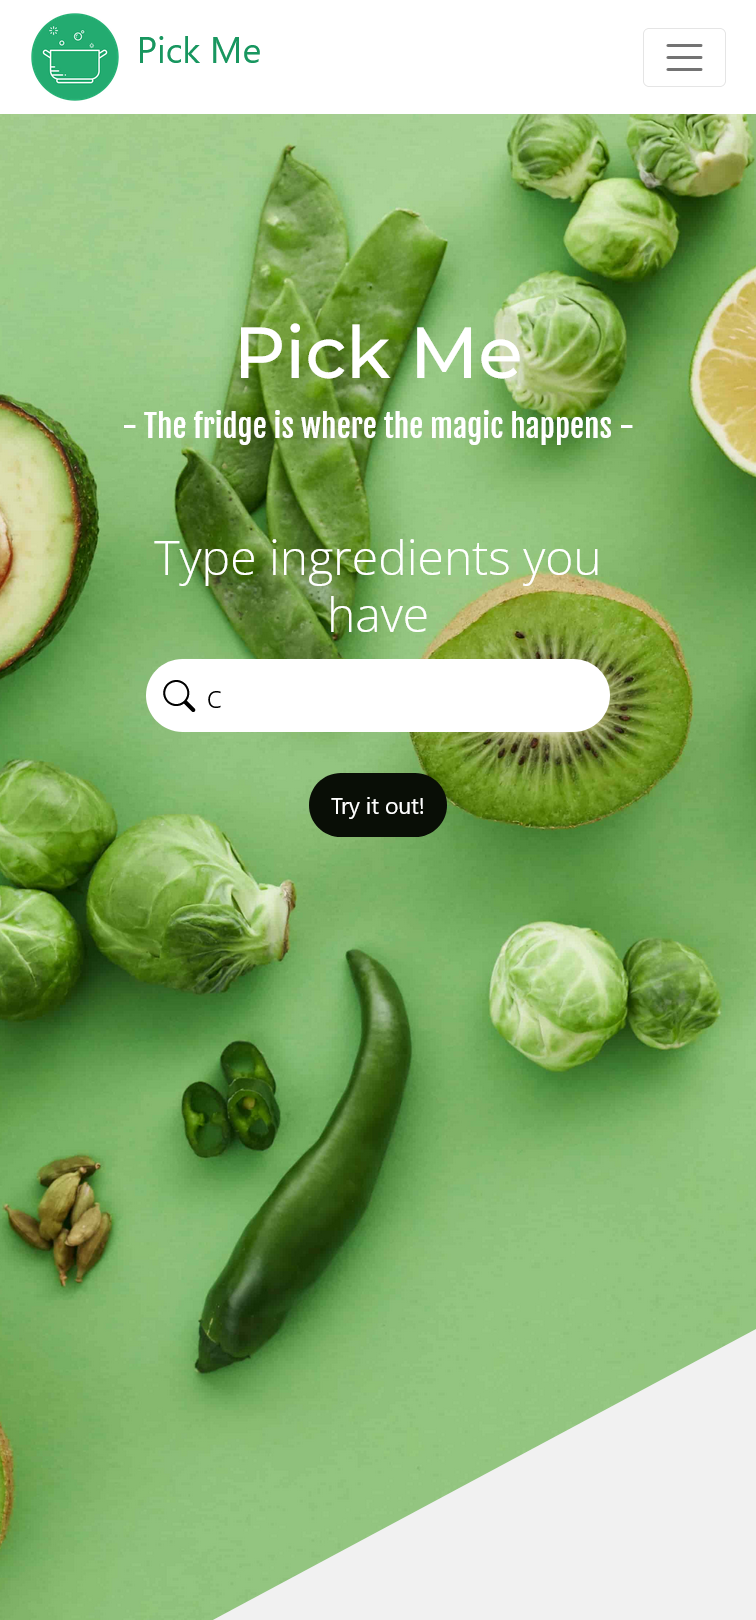 Pick Me
Pick Me
- The fridge is where the magic happens -
Type ingredients you
have
C
Try it out!